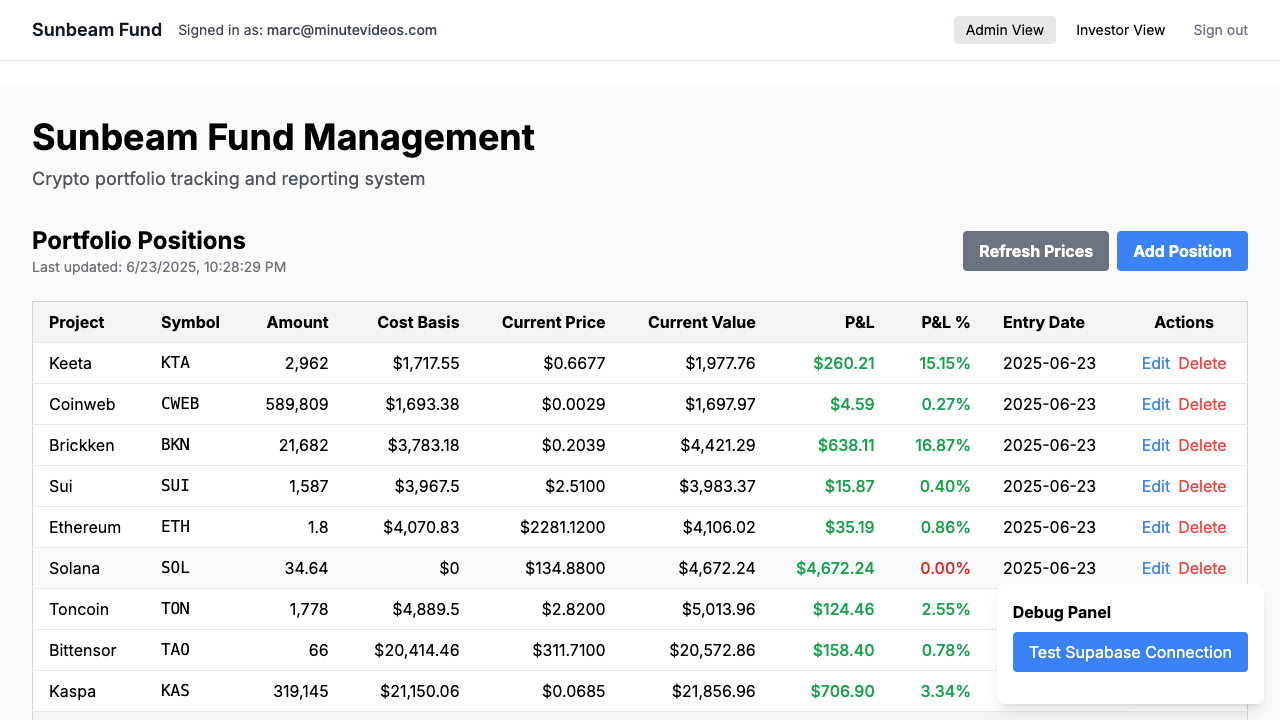 Sunbeam Fund Signed in as: marc@minutevideos.com Admin View Investor View Sign out
Sunbeam Fund Management
Crypto portfolio tracking and reporting system
Portfolio Positions
Last updated: 6/23/2025, 10:28:29 PM
Refresh Prices Add Position
Project Symbol Amount Cost Basis Current Price Current Value P&L P&L % Entry Date Actions
Keeta KTA 2,962 $1,717.55 $0.6677 $1,977.76 $260.21 15.15% 2025-06-23 Edit Delete
Coinweb CWEB 589,809 $1,693.38 $0.0029 $1,697.97 $4.59 0.27% 2025-06-23 Edit Delete
Brickken BKN 21,682 $3,783.18 $0.2039 $4,421.29 $638.11 16.87% 2025-06-23 Edit Delete
Sui SUI 1,587 $3,967.5 $2.5100 $3,983.37 $15.87 0.40% 2025-06-23 Edit Delete
Ethereum ETH 1.8 $4,070.83 $2281.1200 $4,106.02 $35.19 0.86% 2025-06-23 Edit Delete
Solana SOL 34.64 $0 $134.8800 $4,672.24 $4,672.24 0.00% 2025-06-23 Edit Delete
Toncoin TON 1,778 $4,889.5 $2.8200 $5,013.96 $124.46 2.55%
Bittensor TAO 66 $20,414.46 $311.7100 $20,572.86 $158.40 0.78%
Kaspa KAS 319,145 $21,150.06 $0.0685 $21,856.96 $706.90 3.34%
Debug Panel
Test Supabase Connection